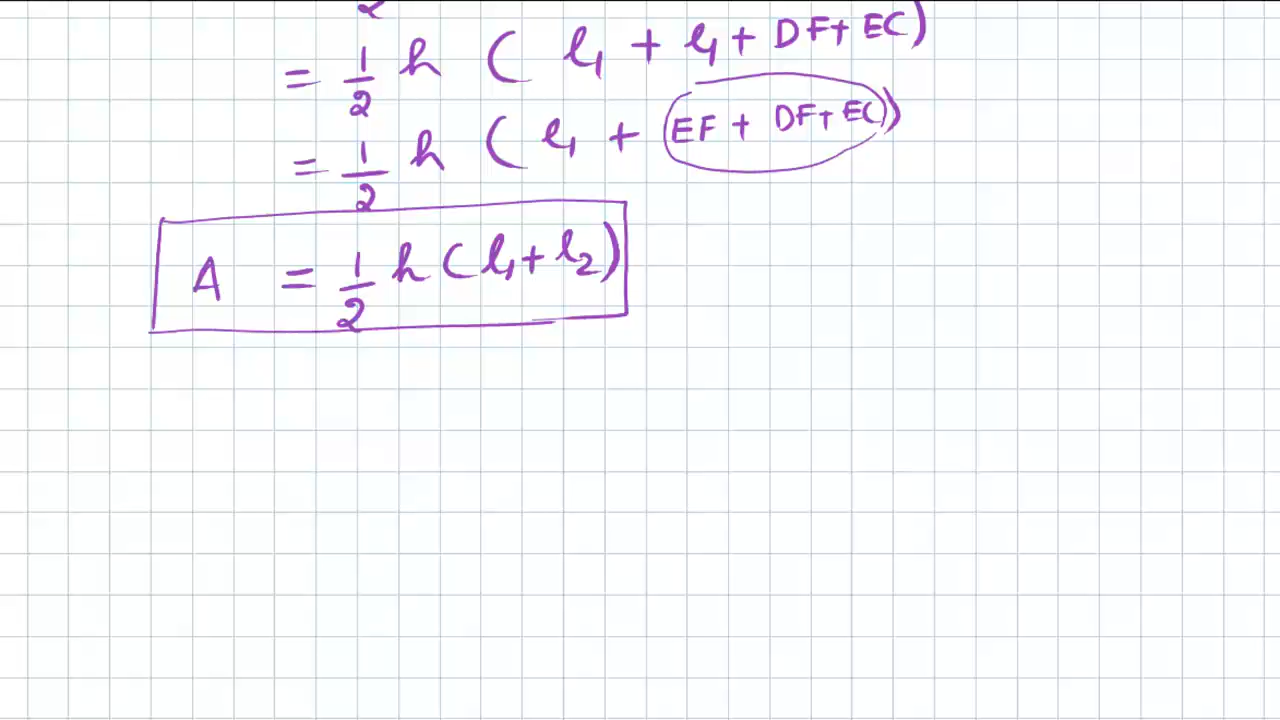 = 1/2 h ( l₁ + l₁ + DF + EC)
= 1/2 h ( l₁ + EF + DF + EC))
A = 1/2 h (l₁ + l₂)